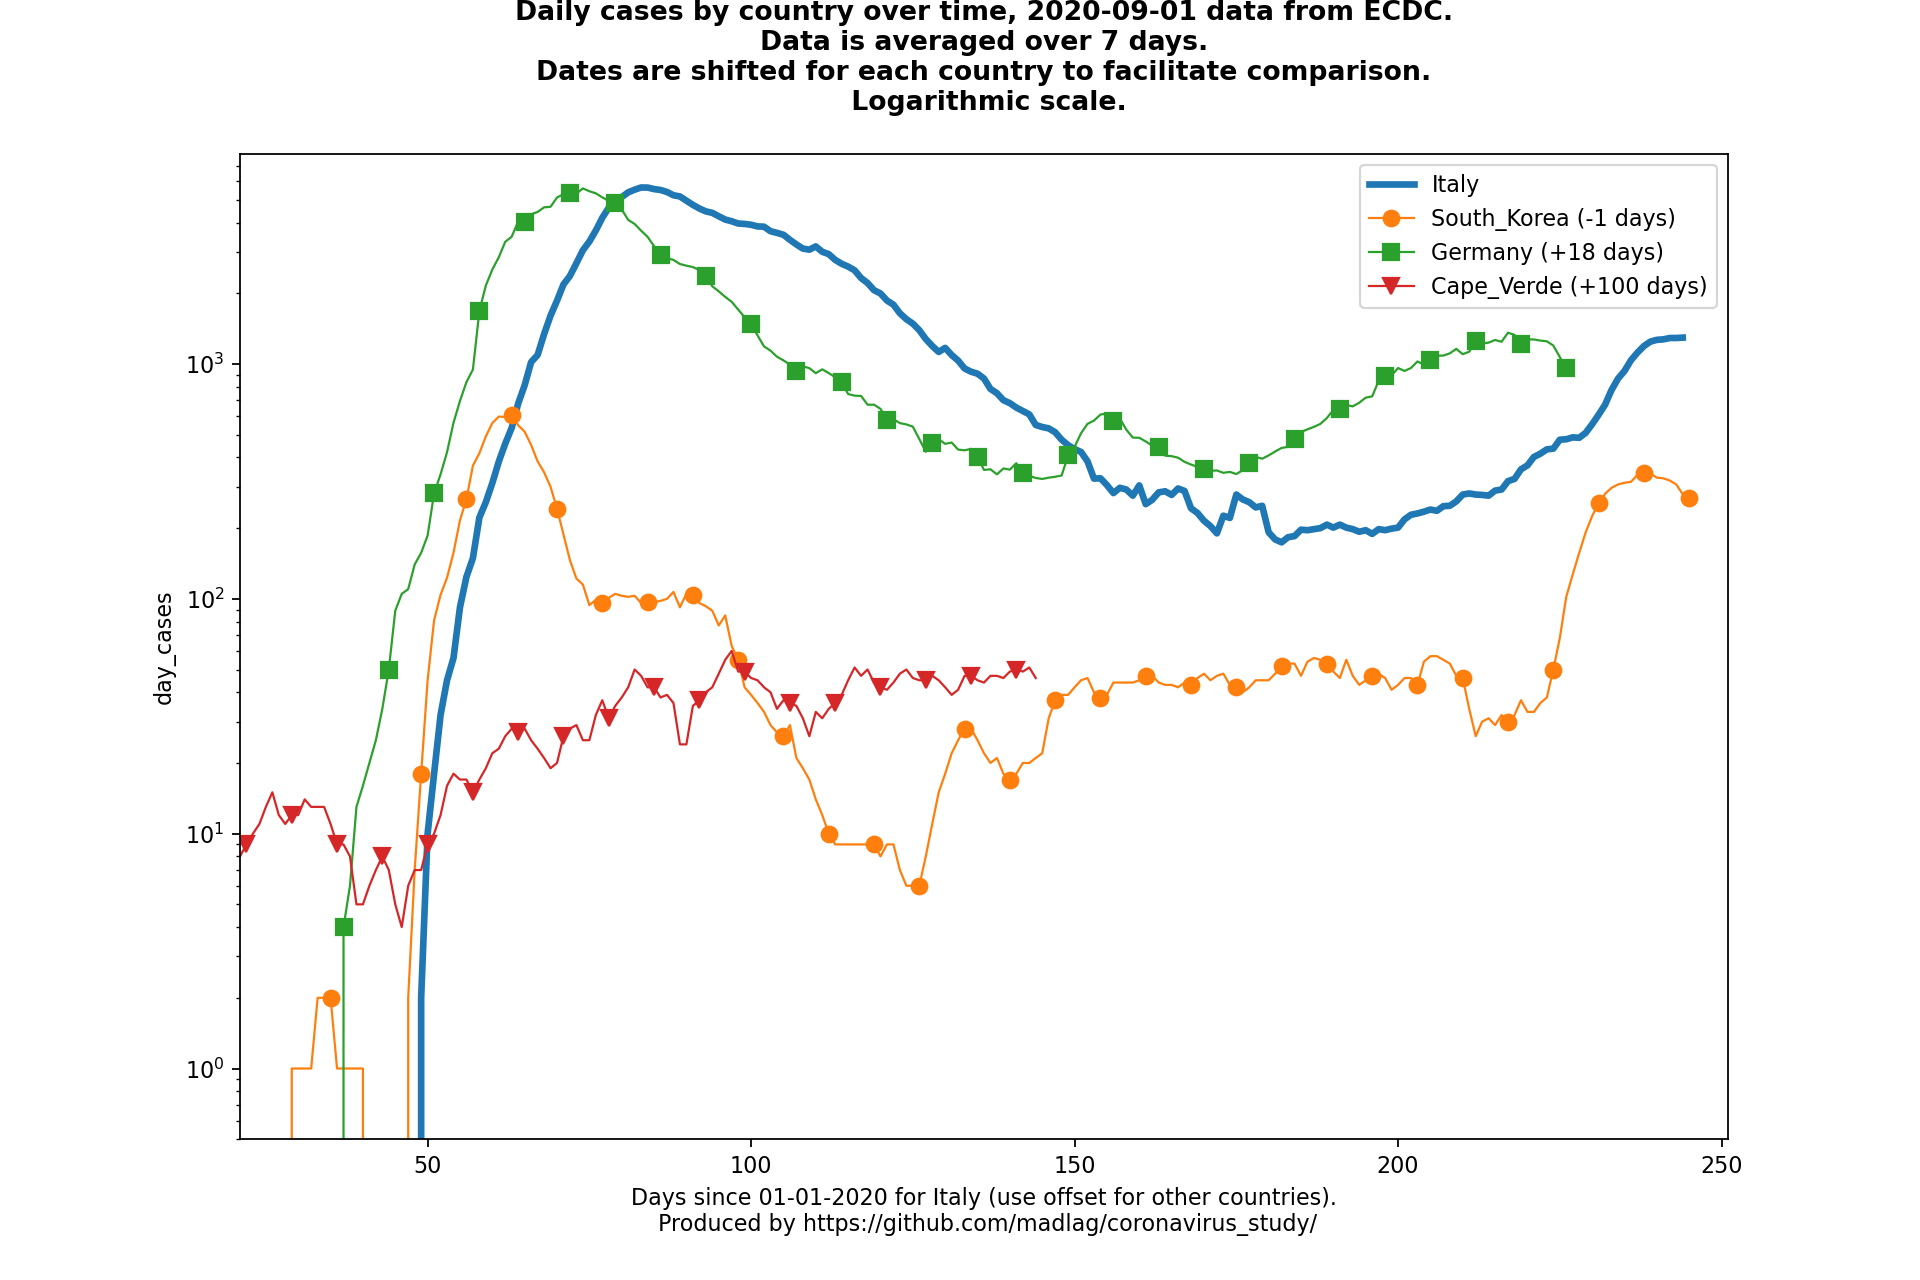 Daily cases by country over time, 2020-09-01 data from ECDC.
Data is averaged over 7 days.
Dates are shifted for each country to facilitate comparison.
Logarithmic scale.
Italy
South_Korea (-1 days)
Germany (+18 days)
Cape_Verde (+100 days)
10³
10²
10¹
10⁰
day_cases
50 100 150 200 250
Days since 01-01-2020 for Italy (use offset for other countries).
Produced by https://github.com/madlag/coronavirus_study/